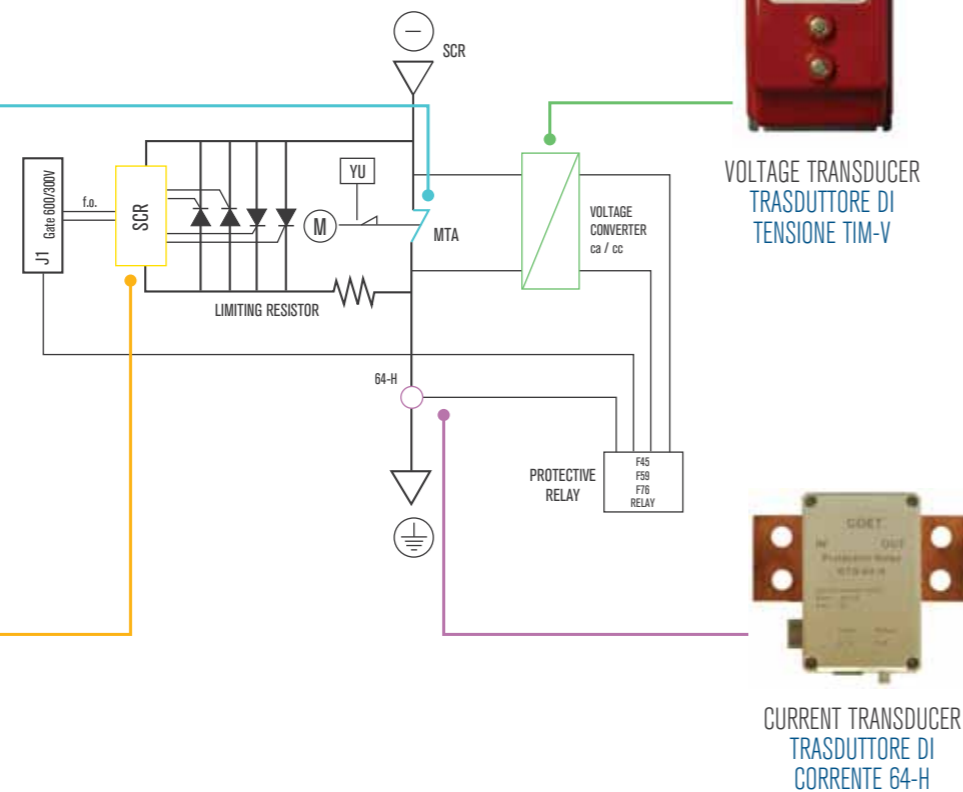 SCR
J1
Gate 600/300V
f.o.
SCR
YU
M
MTA
LIMITING RESISTOR
VOLTAGE
CONVERTER
ca / cc
64-H
PROTECTIVE
RELAY
F45
F59
F76
RELAY
VOLTAGE TRANSDUCER
TRASDUTTORE DI
TENSIONE TIM-V
COET
IN OUT
CURRENT TRANSDUCER
TRASDUTTORE DI
CORRENTE 64-H